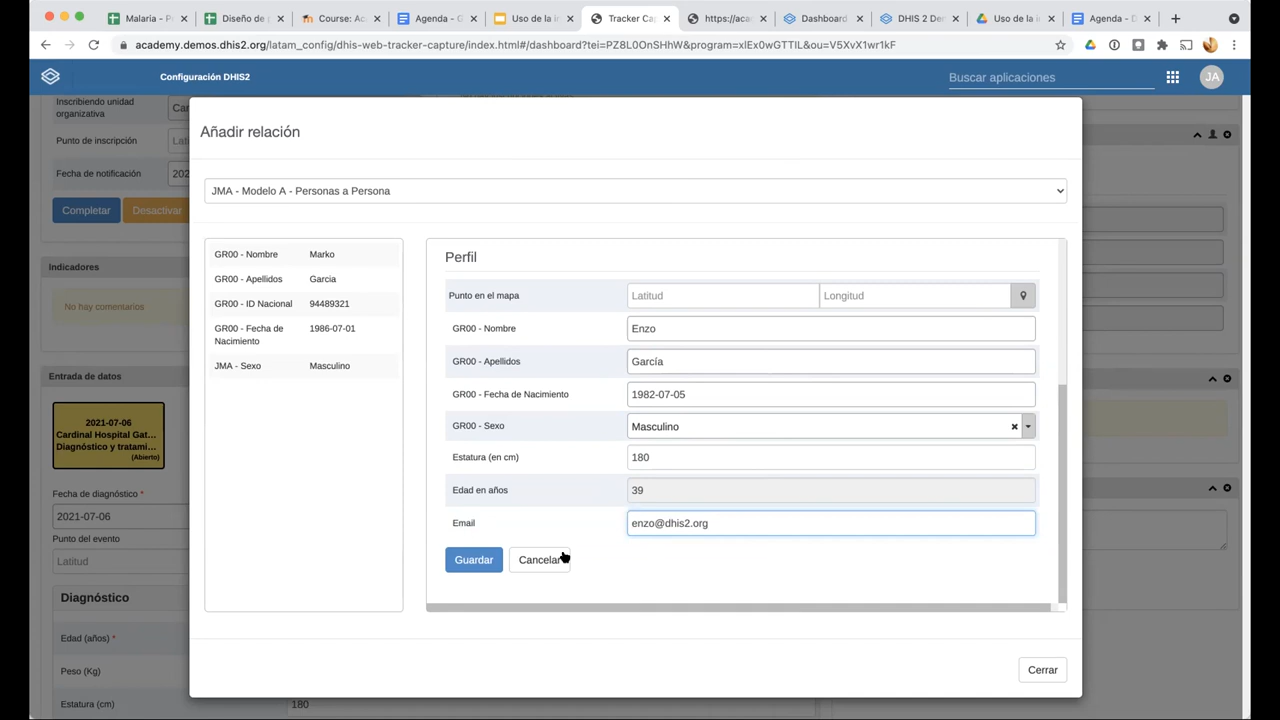 Malaria - P
Diseño de
Course: Ac
Agenda - G
Uso de la i
Tracker Cap
https://aca
Dashboard
DHIS 2 De
Uso de la i
Agenda - D
academy.demos.dhis2.org/latam_config/dhis-web-tracker-capture/index.html#/dashboard?tei=PZ8L0OnSHhW&program=xlEx0wGTTIL&ou=V5XvX1wr1kF
Configuración DHIS2
Buscar aplicaciones
JA
Inscribiendo unidad
organizativa
Punto de inscripción
Fecha de notificación
202
Completar
Desactivar
Indicadores
No hay comentarios
Entrada de datos
2021-07-06
Cardinal Hospital Gat...
Diagnóstico y tratami...
(Abierto)
Fecha de diagnóstico *
2021-07-06
Punto del evento
Latitud
Diagnóstico
Edad (años) *
Peso (Kg)
Estatura (cm)
180
Añadir relación
JMA - Modelo A - Personas a Persona
GR00 - Nombre Marko
GR00 - Apellidos Garcia
GR00 - ID Nacional 94489321
GR00 - Fecha de 1986-07-01
Nacimiento
JMA - Sexo Masculino
Perfil
Punto en el mapa Latitud Longitud
GR00 - Nombre Enzo
GR00 - Apellidos García
GR00 - Fecha de Nacimiento 1982-07-05
GR00 - Sexo Masculino
Estatura (en cm) 180
Edad en años 39
Email enzo@dhis2.org
Guardar Cancelar
Cerrar